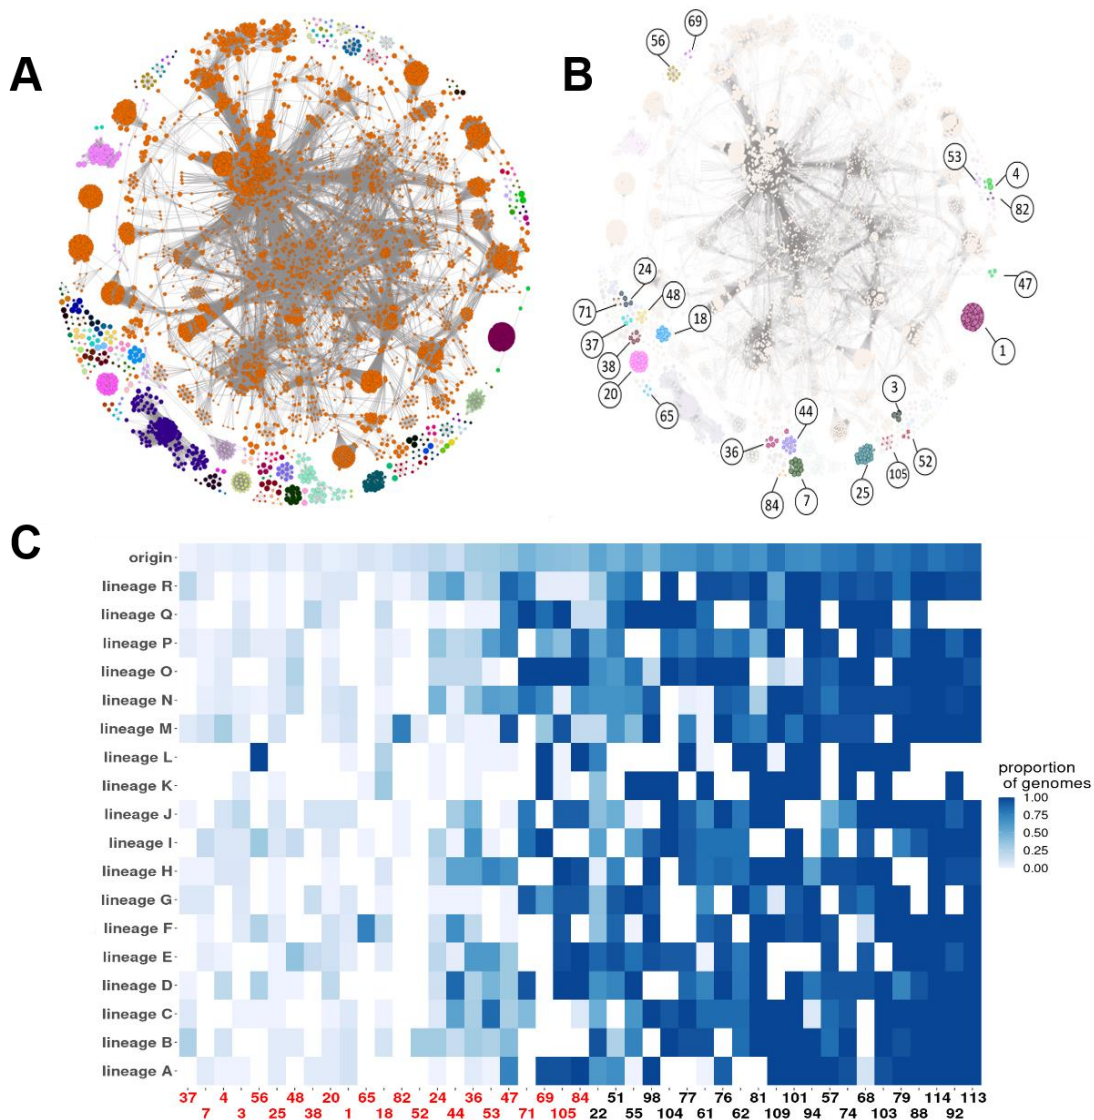 A
B
69
56
53
4
82
47
24
48
71
18
37
38
1
20
65
3
44
36
52
105
25
84
7
C
origin
lineage R
lineage Q
lineage P
lineage O
lineage N
lineage M
lineage L
lineage K
lineage J
lineage I
lineage H
lineage G
lineage F
lineage E
lineage D
lineage C
lineage B
lineage A
proportion
of genomes
1.00
0.75
0.50
0.25
0.00
37 4 56 48 20 65 82 24 36 47 69 84 51 98 77 76 81 101 57 68 79 114 113
7 3 25 38 1 18 52 44 53 71 105 22 55 104 61 62 109 94 74 103 88 92